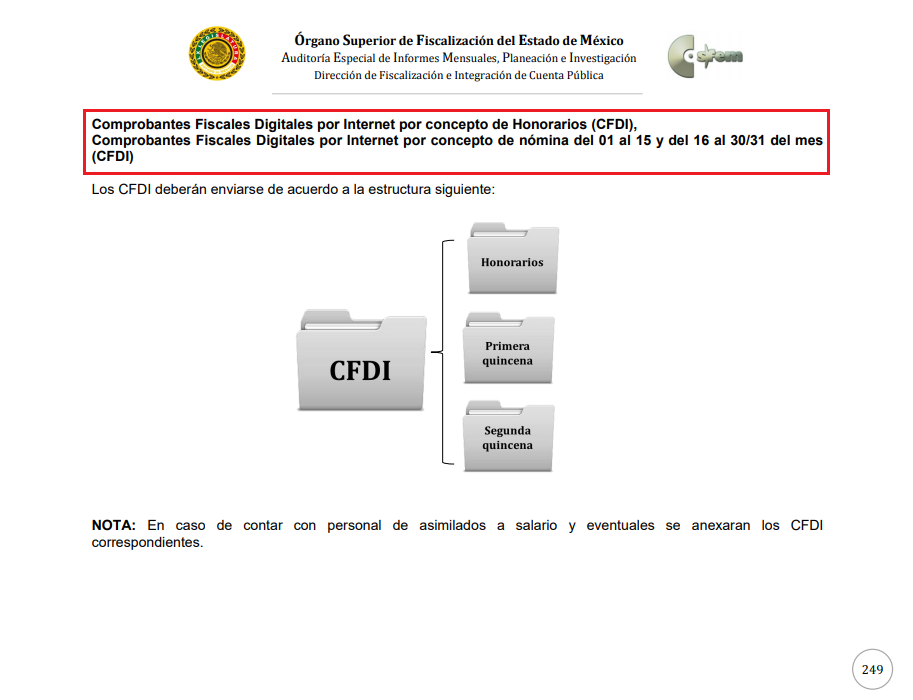 Órgano Superior de Fiscalización del Estado de México
Auditoría Especial de Informes Mensuales, Planeación e Investigación
Dirección de Fiscalización e Integración de Cuenta Pública
osfem
Comprobantes Fiscales Digitales por Internet por concepto de Honorarios (CFDI),
Comprobantes Fiscales Digitales por Internet por concepto de nómina del 01 al 15 y del 16 al 30/31 del mes
(CFDI)
Los CFDI deberán enviarse de acuerdo a la estructura siguiente:
Honorarios
CFDI
Primera
quincena
Segunda
quincena
NOTA: En caso de contar con personal de asimilados a salario y eventuales se anexaran los CFDI
correspondientes.
249